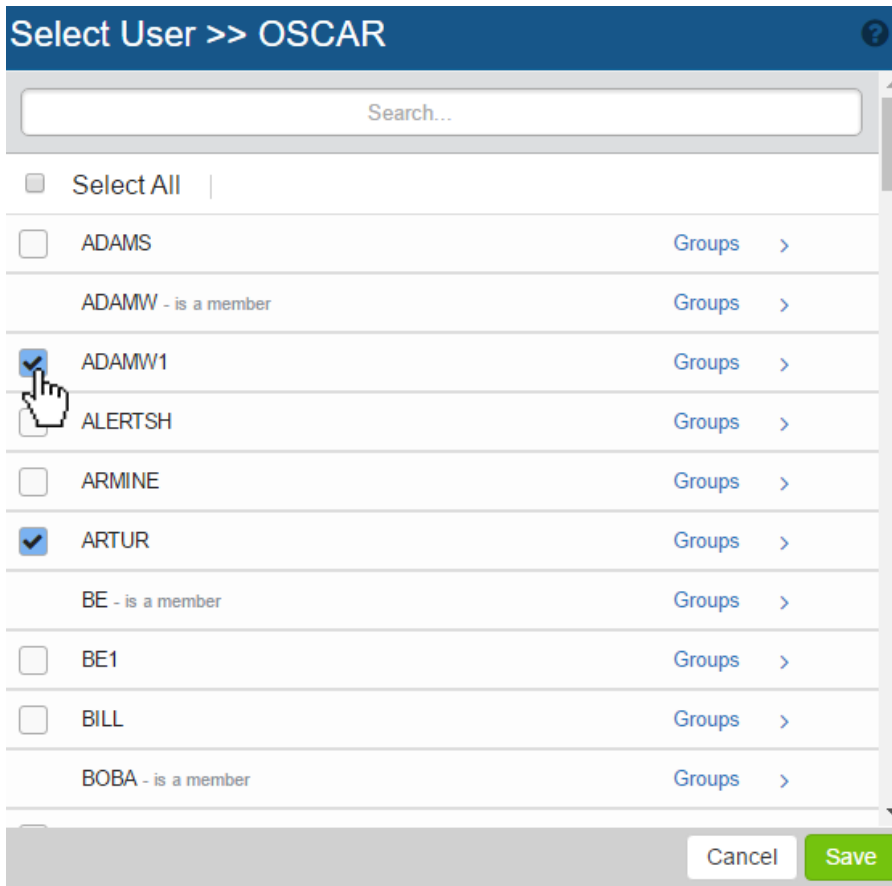 Select User >> OSCAR ?
Search...
Select All
ADAMS Groups >
ADAMW - is a member Groups >
ADAMW1 Groups >
ALERTSH Groups >
ARMINE Groups >
ARTUR Groups >
BE - is a member Groups >
BE1 Groups >
BILL Groups >
BOBA - is a member Groups >
Cancel Save